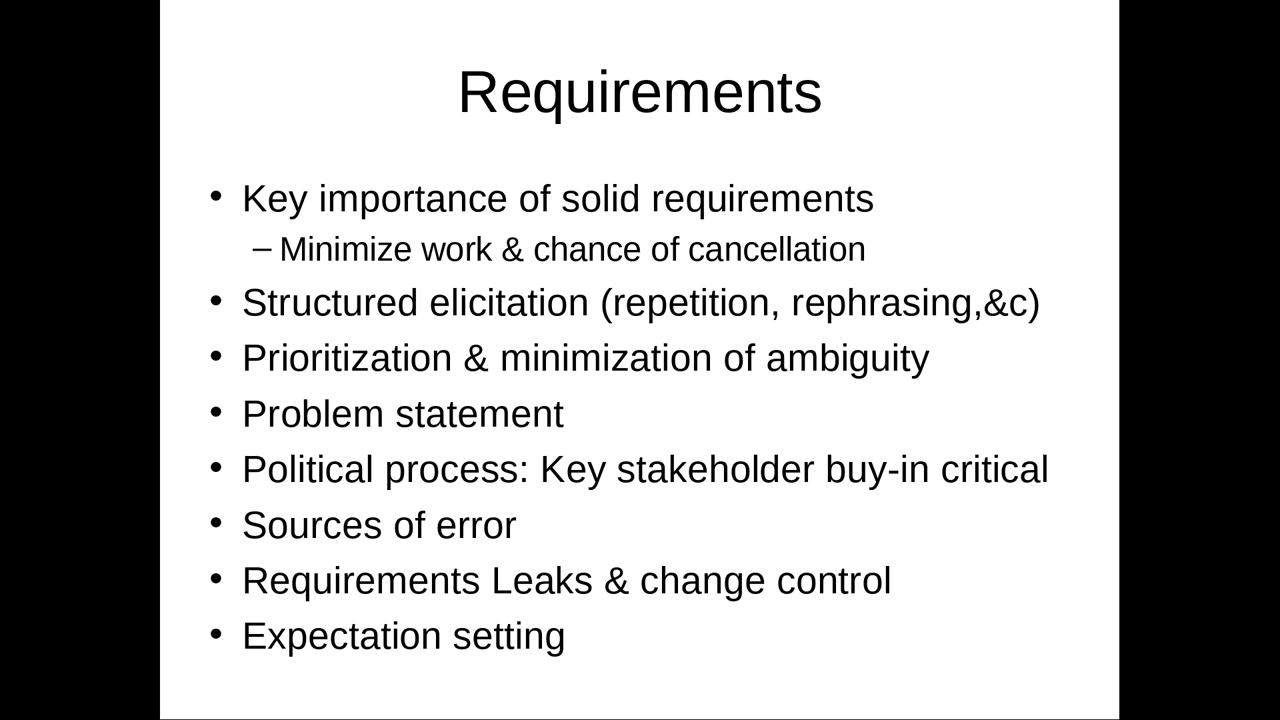 Requirements
• Key importance of solid requirements
– Minimize work & chance of cancellation
• Structured elicitation (repetition, rephrasing,&c)
• Prioritization & minimization of ambiguity
• Problem statement
• Political process: Key stakeholder buy-in critical
• Sources of error
• Requirements Leaks & change control
• Expectation setting